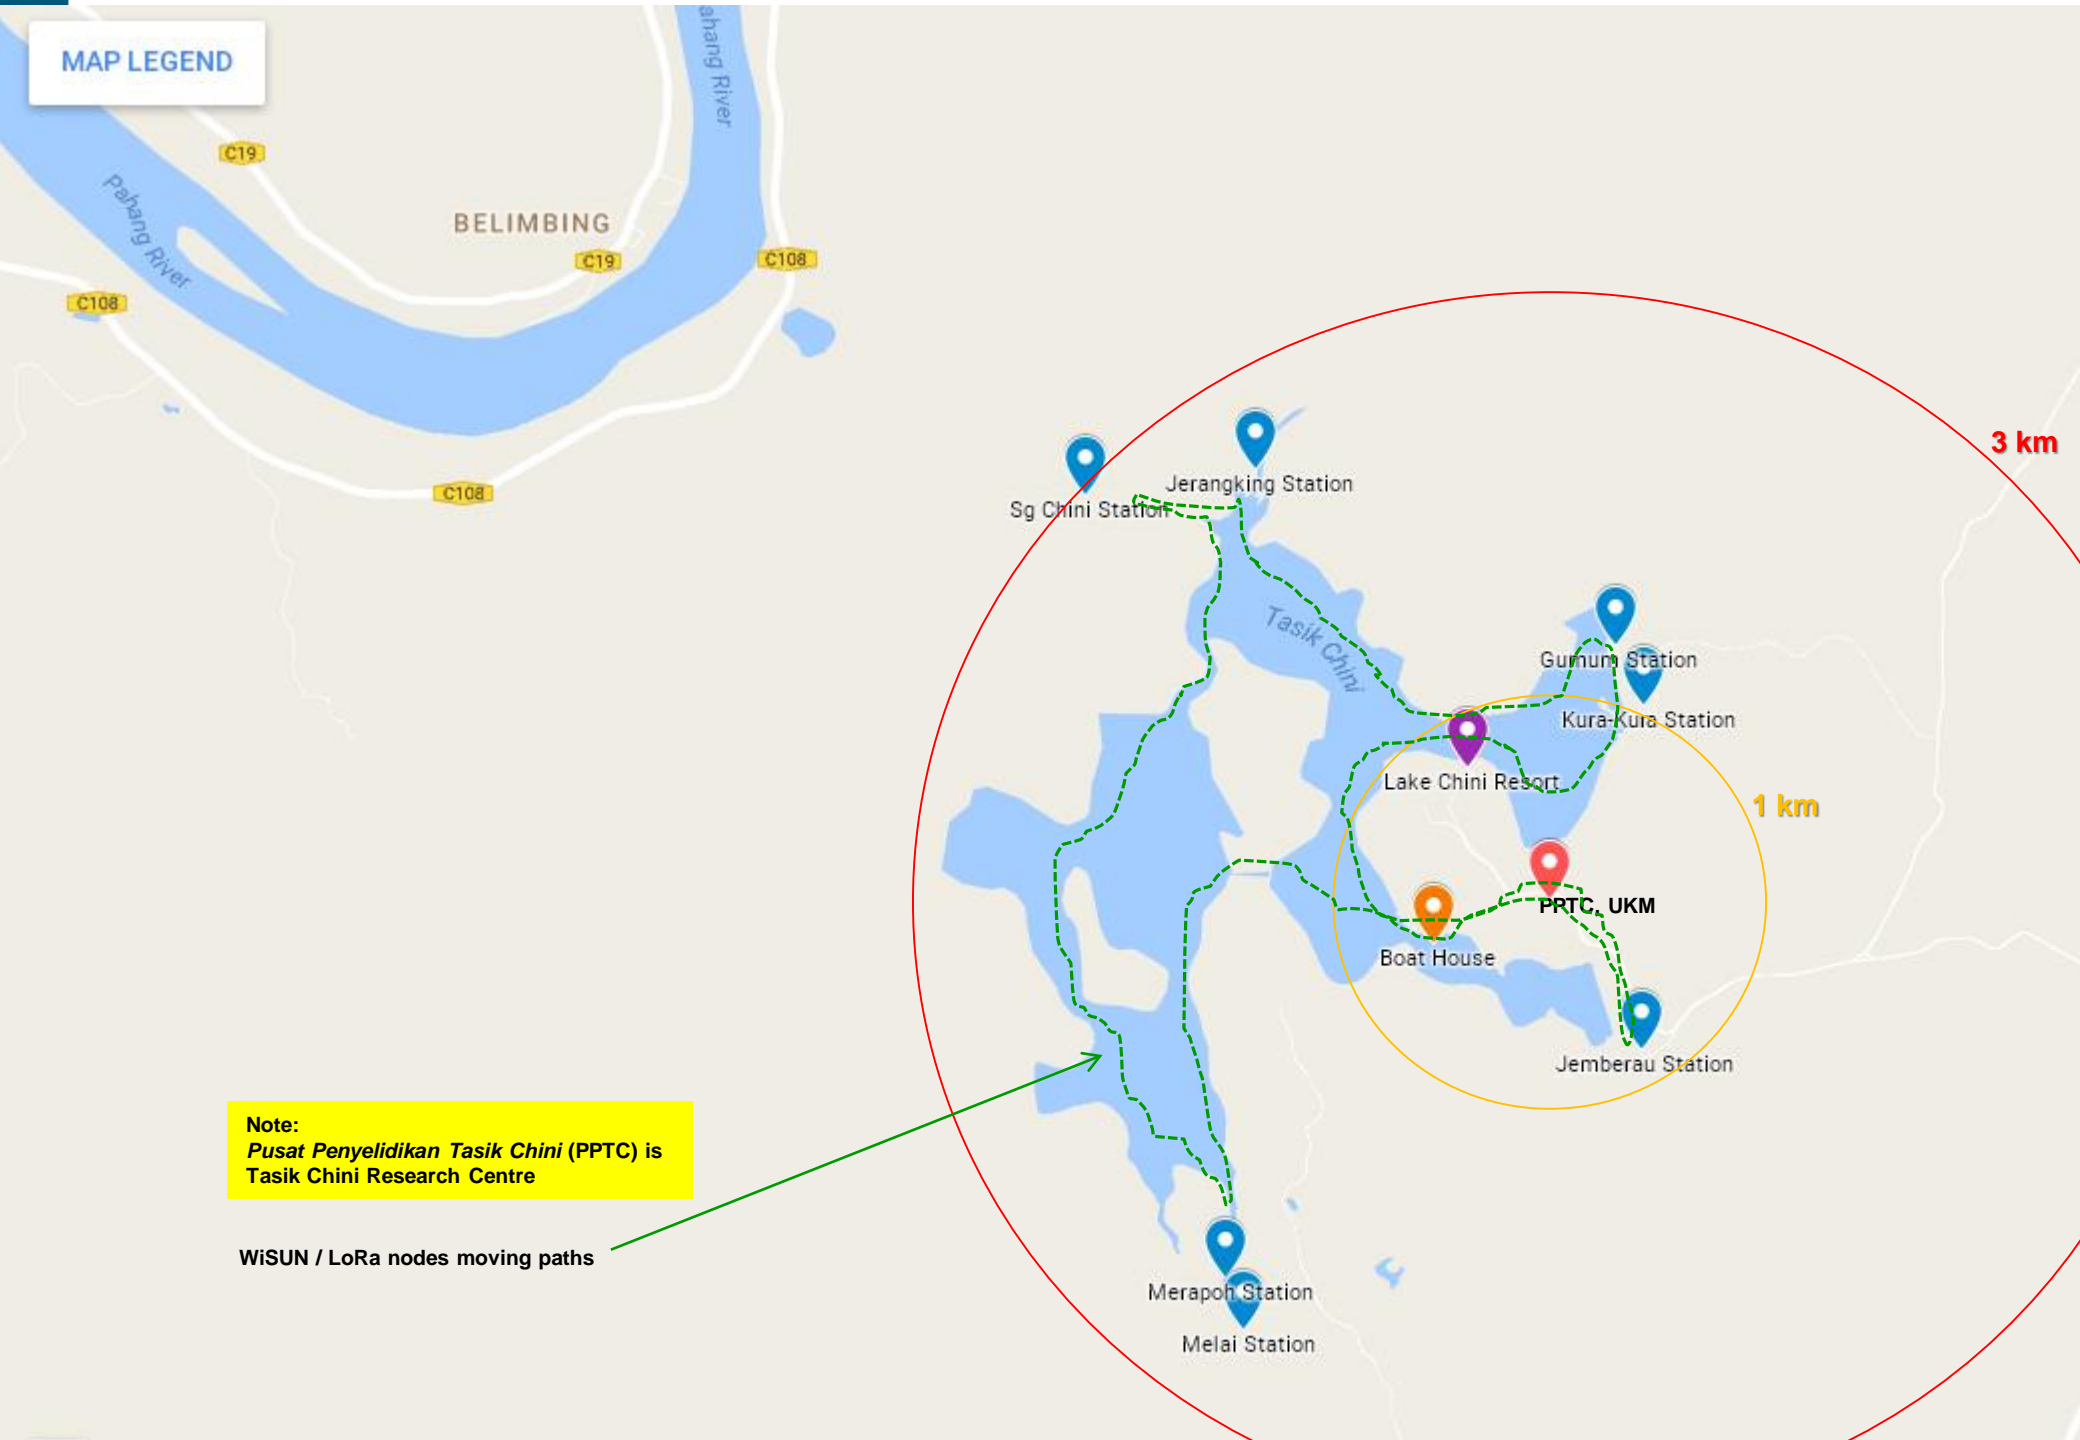 MAP LEGEND
ahang River
C19
Pahang River
BELIMBING
C19
C108
C108
C108
3 km
Jerangking Station
Sg Chini Station
Tasik Chini
Gumum Station
Kura-Kura Station
Lake Chini Resort
1 km
PPTC, UKM
Boat House
Jemberau Station
Note:
Pusat Penyelidikan Tasik Chini (PPTC) is
Tasik Chini Research Centre
WiSUN / LoRa nodes moving paths
Merapoh Station
Melai Station